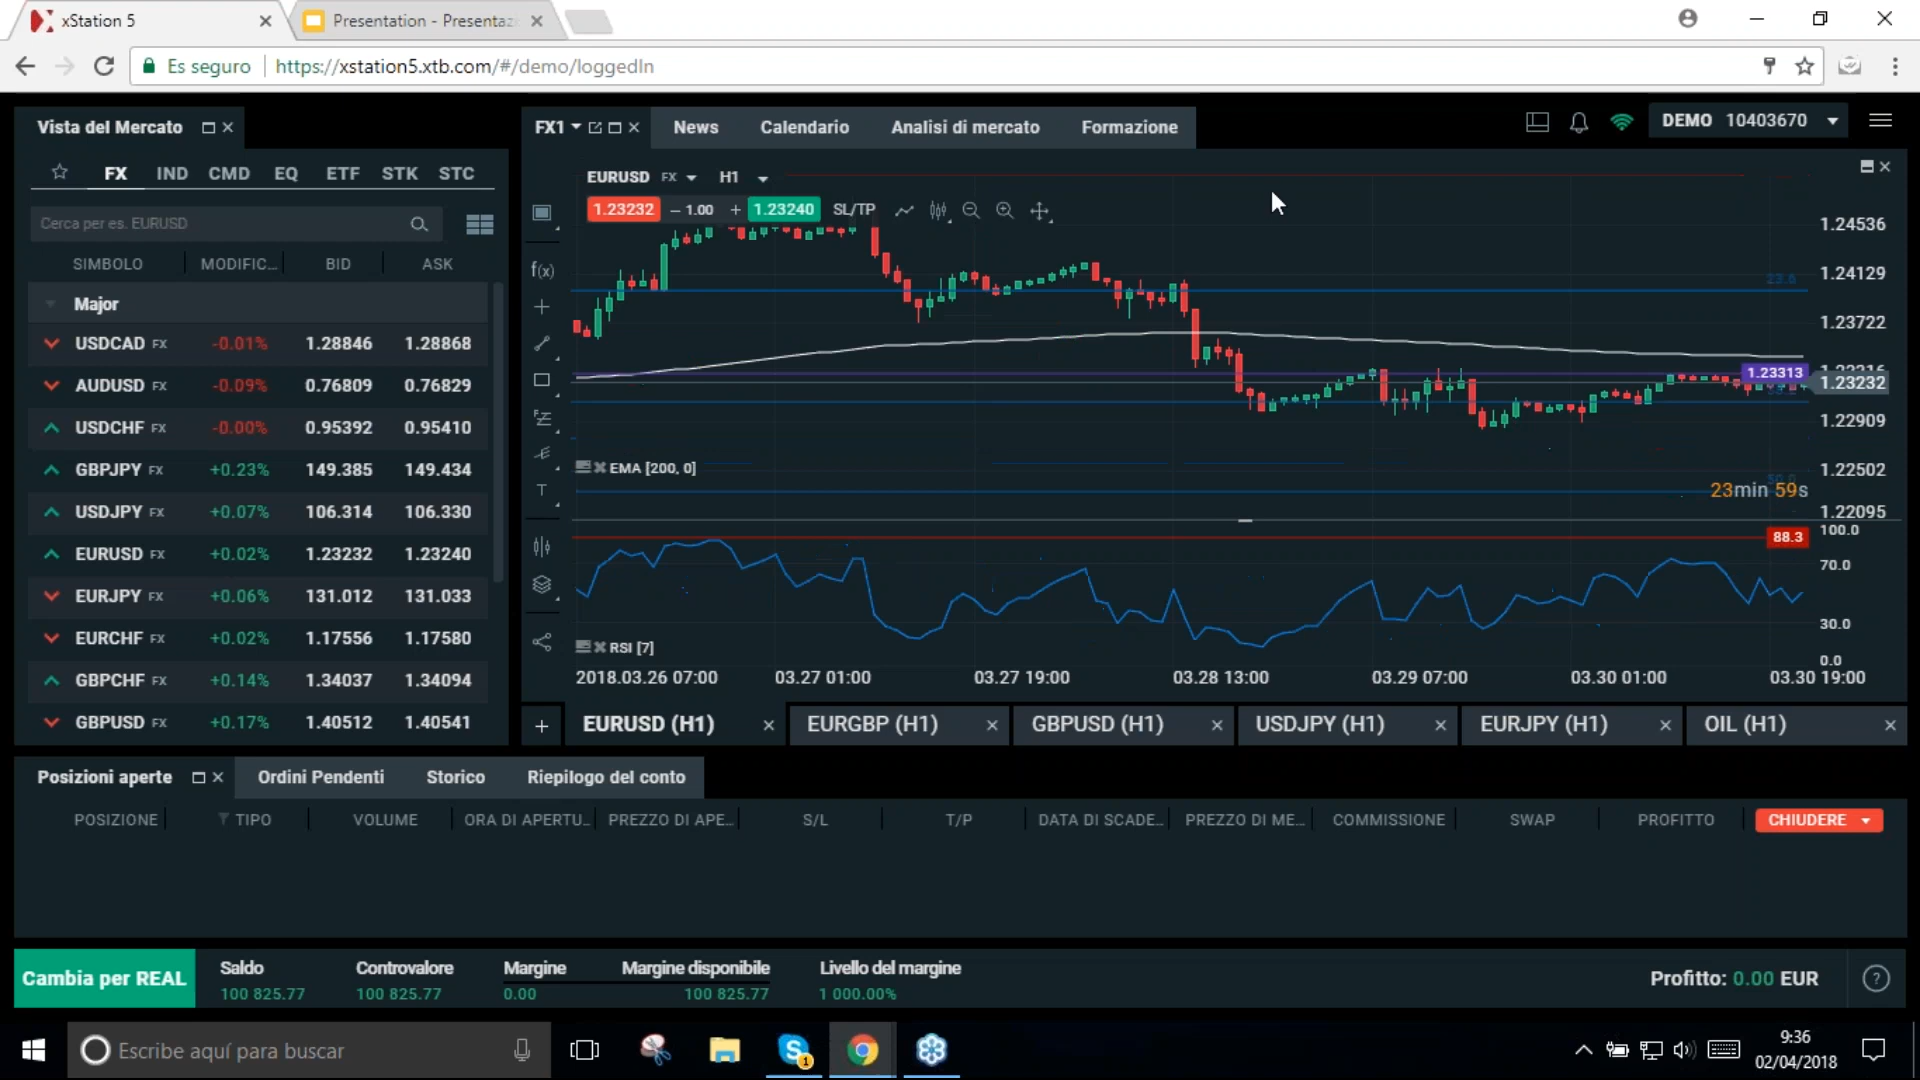 xStation 5
Presentation - Presentaz
Es seguro
https://xstation5.xtb.com/#/demo/loggedIn
Vista del Mercato
FX1
News
Calendario
Analisi di mercato
Formazione
DEMO 10403670
FX IND CMD EQ ETF STK STC
Cerca per es. EURUSD
SIMBOLO MODIFIC... BID ASK
Major
USDCAD FX -0.01% 1.28846 1.28868
AUDUSD FX -0.09% 0.76809 0.76829
USDCHF FX -0.00% 0.95392 0.95410
GBPJPY FX +0.23% 149.385 149.434
USDJPY FX +0.07% 106.314 106.330
EURUSD FX +0.02% 1.23232 1.23240
EURJPY FX +0.06% 131.012 131.033
EURCHF FX +0.02% 1.17556 1.17580
GBPCHF FX +0.14% 1.34037 1.34094
GBPUSD FX +0.17% 1.40512 1.40541
EURUSD FX H1
1.23232 – 1.00 + 1.23240 SL/TP
f(x)
T
1.24536
23.6
1.24129
1.23722
1.23313
1.23232
1.22909
EMA [200, 0]
1.22502
23min 59s
1.22095
100.0
88.3
70.0
30.0
RSI [7]
0.0
2018.03.26 07:00 03.27 01:00 03.27 19:00 03.28 13:00 03.29 07:00 03.30 01:00 03.30 19:00
EURUSD (H1)
EURGBP (H1)
GBPUSD (H1)
USDJPY (H1)
EURJPY (H1)
OIL (H1)
Posizioni aperte
Ordini Pendenti
Storico
Riepilogo del conto
POSIZIONE TIPO VOLUME ORA DI APERTU... PREZZO DI APE... S/L T/P DATA DI SCADE... PREZZO DI ME... COMMISSIONE SWAP PROFITTO CHIUDERE
Cambia per REAL
Saldo Controvalore Margine Margine disponibile Livello del margine
100 825.77 100 825.77 0.00 100 825.77 1 000.00%
Profitto: 0.00 EUR
?
Escribe aquí para buscar
1
9:36
02/04/2018